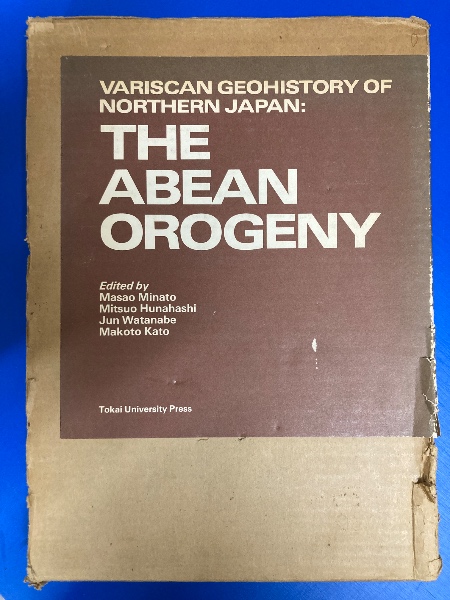 VARISCAN GEOHISTORY OF
NORTHERN JAPAN:
THE
ABEAN
OROGENY
Edited by
Masao Minato
Mitsuo Hunahashi
Jun Watanabe
Makoto Kato
Tokai University Press